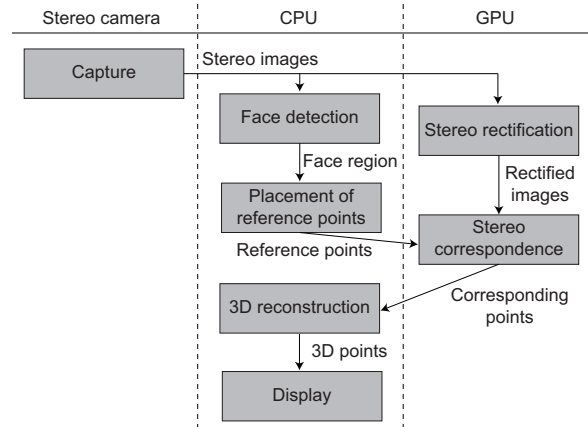 Stereo camera
CPU
GPU
Capture
Stereo images
Face detection
Stereo rectification
Face region
Rectified
images
Placement of
reference points
Stereo
correspondence
Reference points
3D reconstruction
Corresponding
points
3D points
Display